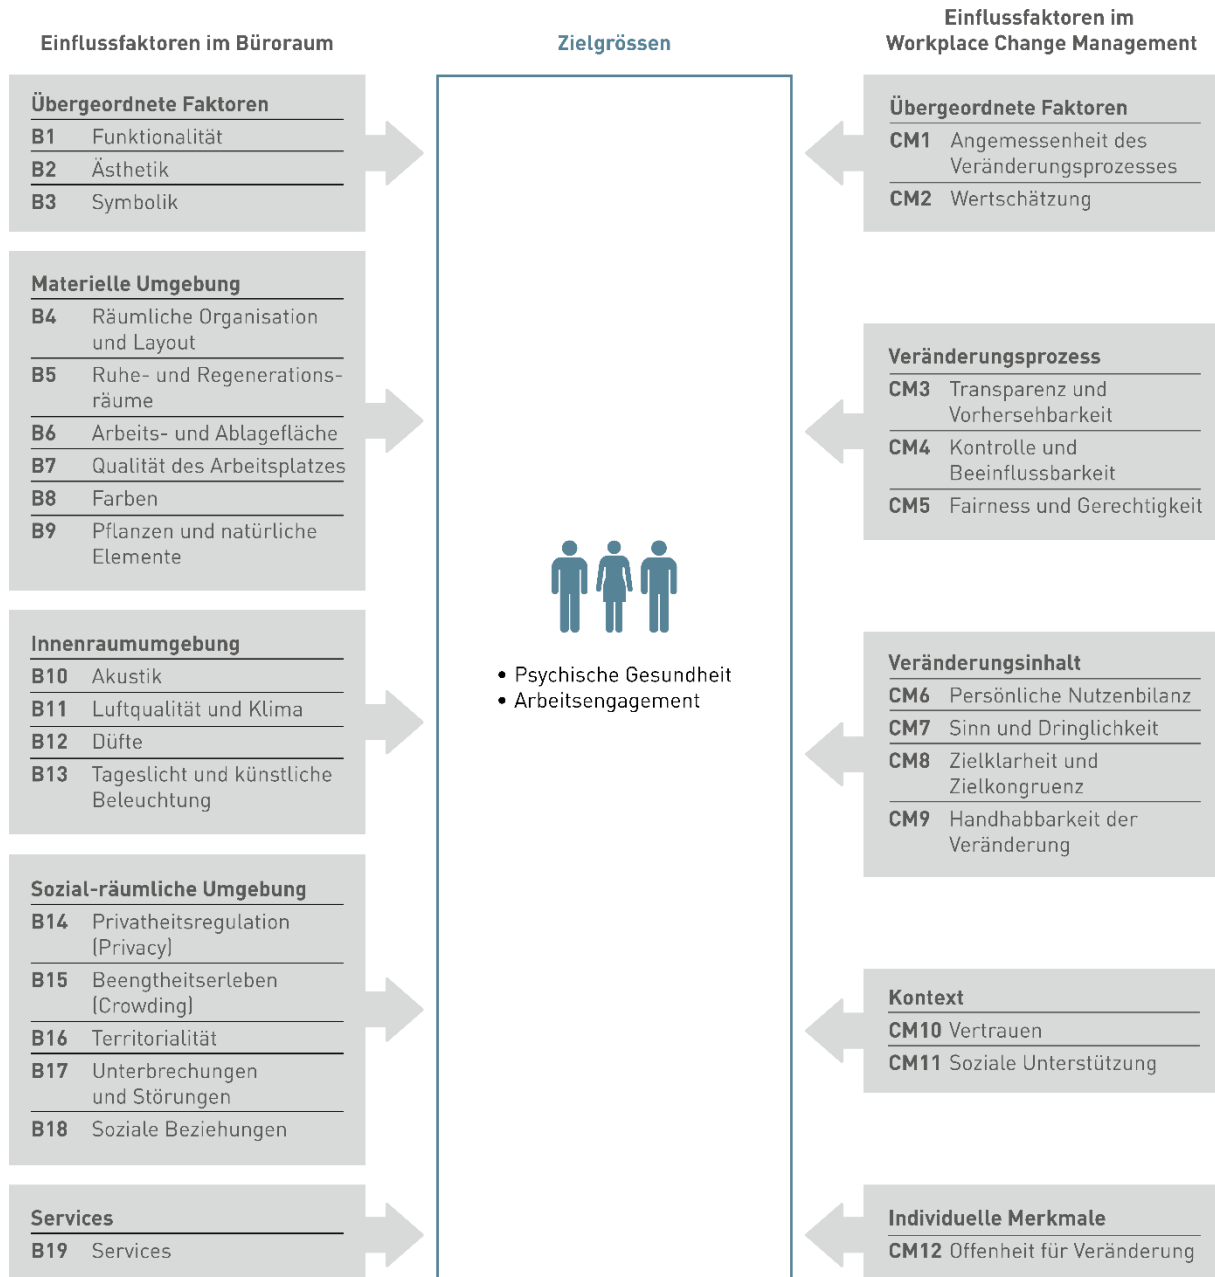 Einflussfaktoren im Büroraum
Übergeordnete Faktoren
B1 Funktionalität
B2 Ästhetik
B3 Symbolik
Materielle Umgebung
B4 Räumliche Organisation
und Layout
B5 Ruhe- und Regenerations-
räume
B6 Arbeits- und Ablagefläche
B7 Qualität des Arbeitsplatzes
B8 Farben
B9 Pflanzen und natürliche
Elemente
Innenraumumgebung
B10 Akustik
B11 Luftqualität und Klima
B12 Düfte
B13 Tageslicht und künstliche
Beleuchtung
Sozial-räumliche Umgebung
B14 Privatheitsregulation
(Privacy)
B15 Beengtheitserleben
(Crowding)
B16 Territorialität
B17 Unterbrechungen
und Störungen
B18 Soziale Beziehungen
Services
B19 Services
Zielgrössen
• Psychische Gesundheit
• Arbeitsengagement
Einflussfaktoren im
Workplace Change Management
Übergeordnete Faktoren
CM1 Angemessenheit des
Veränderungsprozesses
CM2 Wertschätzung
Veränderungsprozess
CM3 Transparenz und
Vorhersehbarkeit
CM4 Kontrolle und
Beeinflussbarkeit
CM5 Fairness und Gerechtigkeit
Veränderungsinhalt
CM6 Persönliche Nutzenbilanz
CM7 Sinn und Dringlichkeit
CM8 Zielklarheit und
Zielkongruenz
CM9 Handhabbarkeit der
Veränderung
Kontext
CM10 Vertrauen
CM11 Soziale Unterstützung
Individuelle Merkmale
CM12 Offenheit für Veränderung